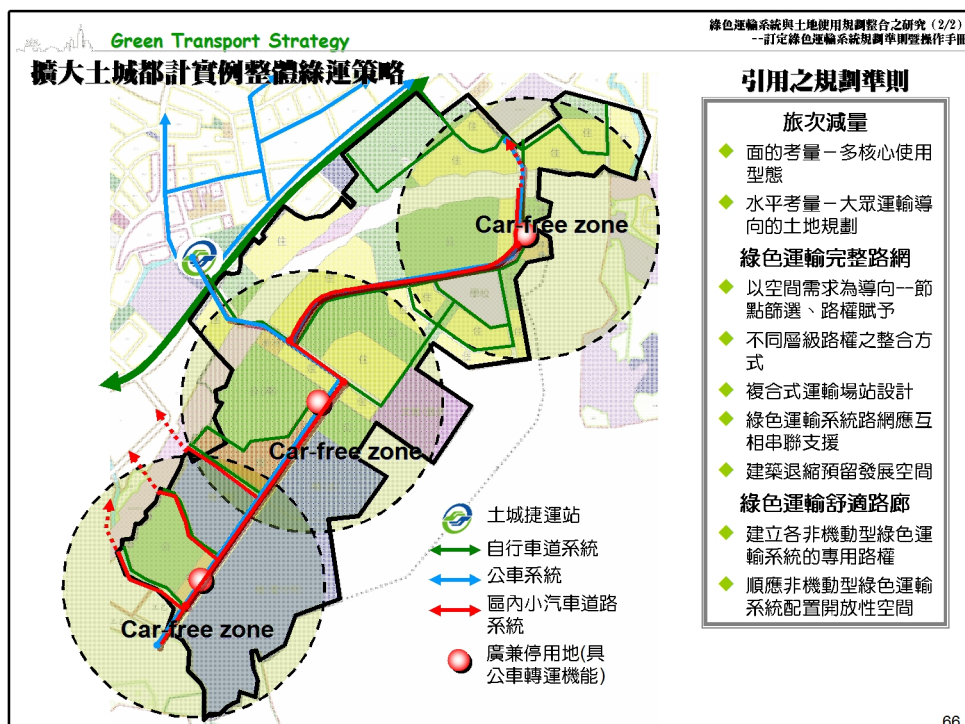 綠色運輸系統與土地使用規劃整合之研究（2/2）
--訂定綠色運輸系統規劃準則暨操作手冊
Green Transport Strategy
擴大土城都計實例整體綠運策略
引用之規劃準則
旅次減量
面的考量－多核心使用
型態
水平考量－大眾運輸導
向的土地規劃
綠色運輸完整路網
以空間需求為導向--節
點篩選、路權賦予
不同層級路權之整合方
式
複合式運輸場站設計
綠色運輸系統路網應互
相串聯支援
建築退縮預留發展空間
綠色運輸舒適路廊
建立各非機動型綠色運
輸系統的專用路權
順應非機動型綠色運輸
系統配置開放性空間
Car-free zone
Car-free zone
Car-free zone
土城捷運站
自行車道系統
公車系統
區內小汽車道路
系統
廣兼停用地(具
公車轉運機能)
66